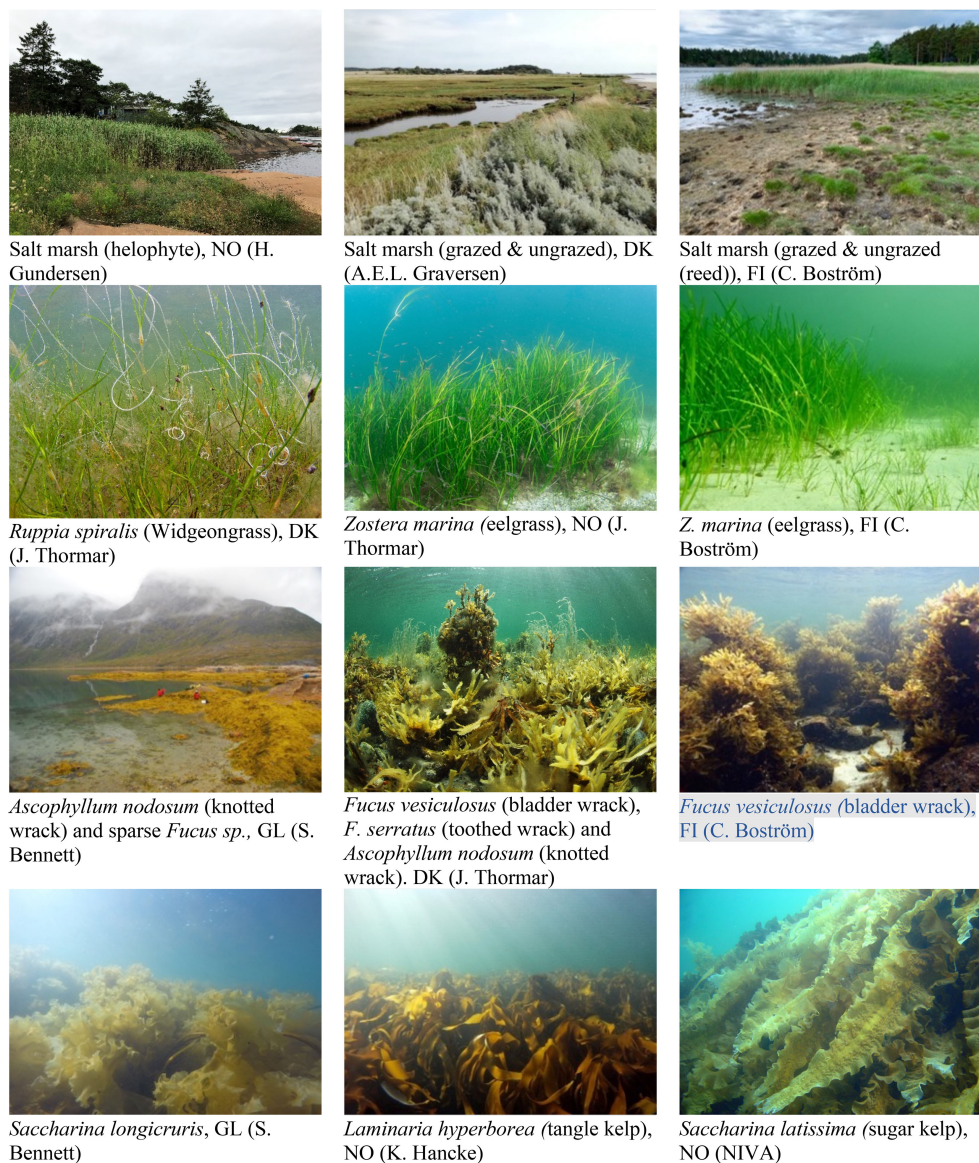 Salt marsh (helophyte), NO (H.
Gundersen)
Salt marsh (grazed & ungrazed), DK
(A.E.L. Graversen)
Salt marsh (grazed & ungrazed
(reed)), FI (C. Boström)
Ruppia spiralis (Widgeongrass), DK
(J. Thormar)
Zostera marina (eelgrass), NO (J.
Thormar)
Z. marina (eelgrass), FI (C.
Boström)
Ascophyllum nodosum (knotted
wrack) and sparse Fucus sp., GL (S.
Bennett)
Fucus vesiculosus (bladder wrack),
F. serratus (toothed wrack) and
Ascophyllum nodosum (knotted
wrack). DK (J. Thormar)
Fucus vesiculosus (bladder wrack),
FI (C. Boström)
Saccharina longicruris, GL (S.
Bennett)
Laminaria hyperborea (tangle kelp),
NO (K. Hancke)
Saccharina latissima (sugar kelp),
NO (NIVA)